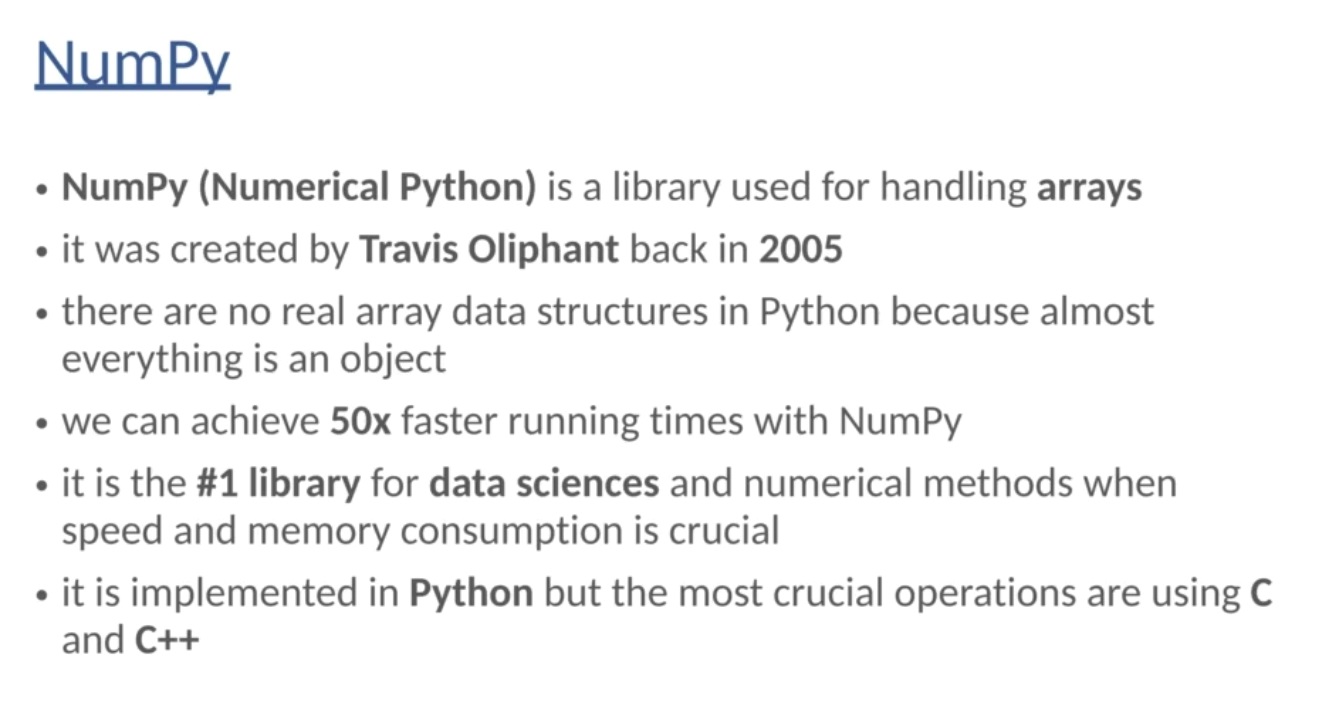 NumPy
• NumPy (Numerical Python) is a library used for handling arrays
• it was created by Travis Oliphant back in 2005
• there are no real array data structures in Python because almost
everything is an object
• we can achieve 50x faster running times with NumPy
• it is the #1 library for data sciences and numerical methods when
speed and memory consumption is crucial
• it is implemented in Python but the most crucial operations are using C
and C++